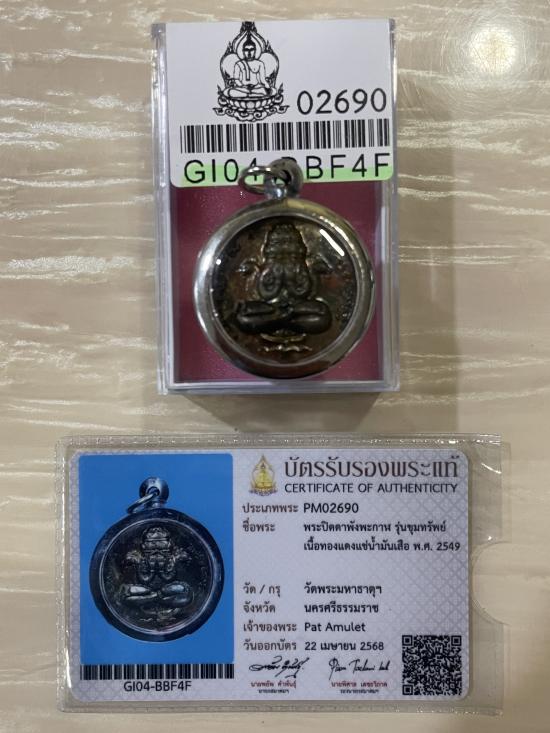 02690
GI04-BBF4F
บัตรรับรองพระแท้
CERTIFICATE OF AUTHENTICITY
ประเภทพระ PM02690
ชื่อพระ พระปิดตาพังพะกาฬ รุ่นขุมทรัพย์
เนื้อทองแดงแช่น้ำมันเสือ พ.ศ. 2549
วัด / กรุ วัดพระมหาธาตุฯ
จังหวัด นครศรีธรรมราช
เจ้าของพระ Pat Amulet
วันออกบัตร 22 เมษายน 2568
GI04-BBF4F